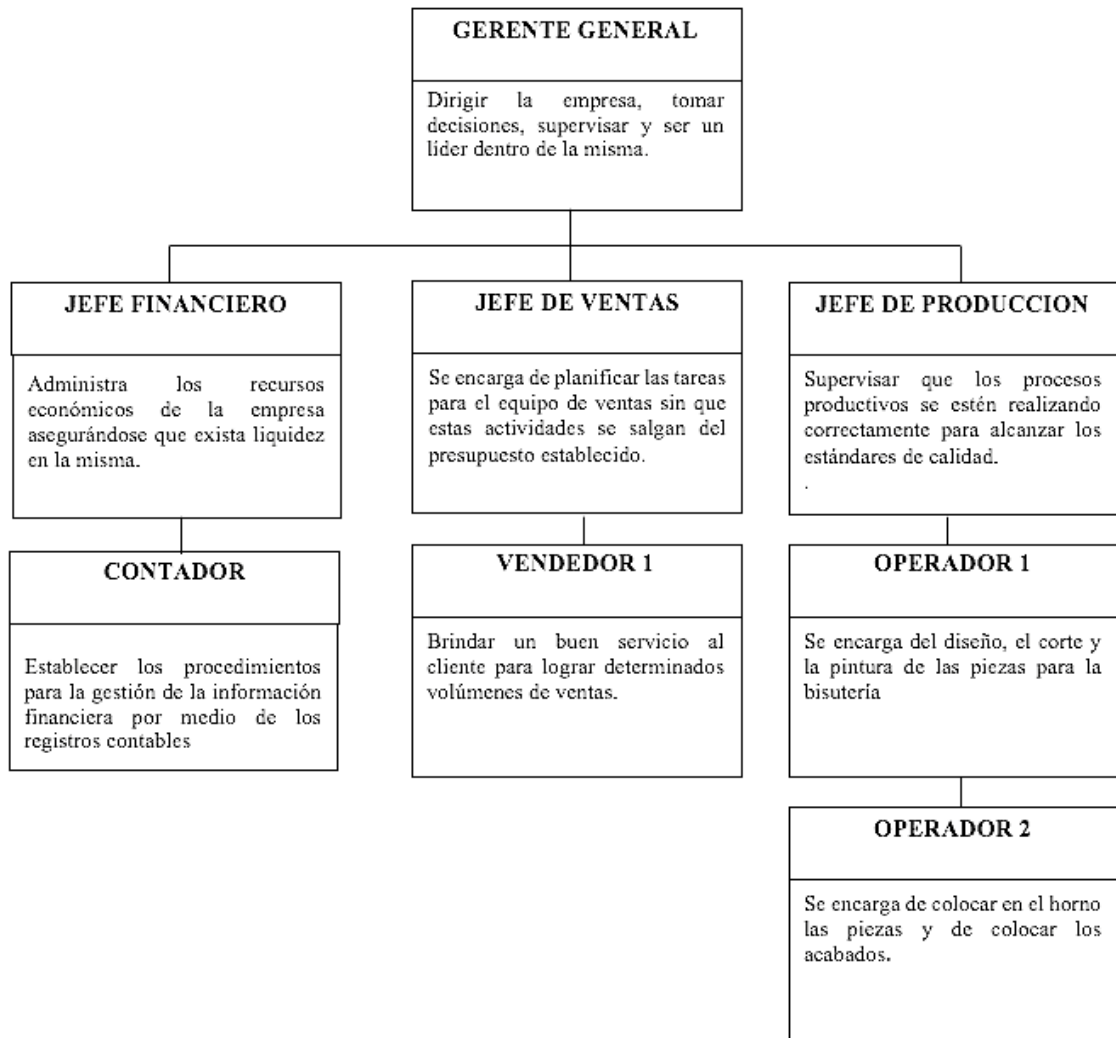 GERENTE GENERAL
Dirigir la empresa, tomar
decisiones, supervisar y ser un
líder dentro de la misma.
JEFE FINANCIERO
Administra los recursos
económicos de la empresa
asegurándose que exista liquidez
en la misma.
JEFE DE VENTAS
Se encarga de planificar las tareas
para el equipo de ventas sin que
estas actividades se salgan del
presupuesto establecido.
JEFE DE PRODUCCION
Supervisar que los procesos
productivos se estén realizando
correctamente para alcanzar los
estándares de calidad.
.
CONTADOR
Establecer los procedimientos
para la gestión de la información
financiera por medio de los
registros contables
VENDEDOR 1
Brindar un buen servicio al
cliente para lograr determinados
volúmenes de ventas.
OPERADOR 1
Se encarga del diseño, el corte y
la pintura de las piezas para la
bisutería
OPERADOR 2
Se encarga de colocar en el horno
las piezas y de colocar los
acabados.